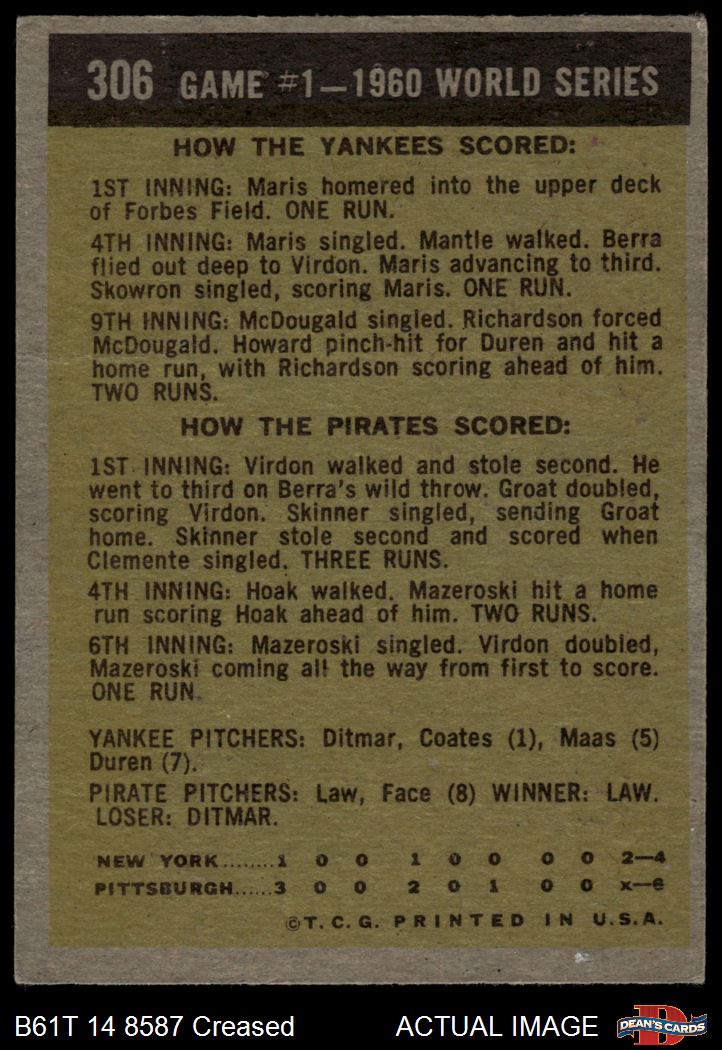 306 GAME #1—1960 WORLD SERIES
HOW THE YANKEES SCORED:
1ST INNING: Maris homered into the upper deck
of Forbes Field. ONE RUN.
4TH INNING: Maris singled. Mantle walked. Berra
flied out deep to Virdon. Maris advancing to third.
Skowron singled, scoring Maris. ONE RUN.
9TH INNING: McDougald singled. Richardson forced
McDougald. Howard pinch-hit for Duren and hit a
home run, with Richardson scoring ahead of him.
TWO RUNS.
HOW THE PIRATES SCORED:
1ST INNING: Virdon walked and stole second. He
went to third on Berra's wild throw. Groat doubled,
scoring Virdon. Skinner singled, sending Groat
home. Skinner stole second and scored when
Clemente singled. THREE RUNS.
4TH INNING: Hoak walked. Mazeroski hit a home
run scoring Hoak ahead of him. TWO RUNS.
6TH INNING: Mazeroski singled. Virdon doubled,
Mazeroski coming all the way from first to score.
ONE RUN.
YANKEE PITCHERS: Ditmar, Coates (1), Maas (5)
Duren (7).
PIRATE PITCHERS: Law, Face (8) WINNER: LAW.
LOSER: DITMAR.
NEW YORK........1 0 0 1 0 0 0 0 2—4
PITTSBURGH......3 0 0 2 0 1 0 0 x—6
©T. C. G. PRINTED IN U.S.A.
B61T 14 8587 Creased ACTUAL IMAGE DEAN'S CARDS